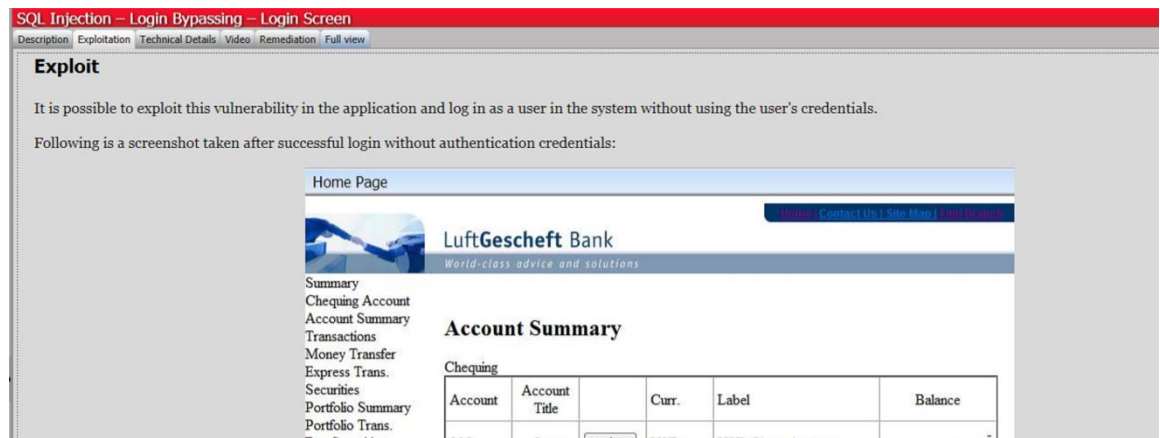 SQL Injection – Login Bypassing – Login Screen
Description Exploitation Technical Details Video Remediation Full view
Exploit
It is possible to exploit this vulnerability in the application and log in as a user in the system without using the user's credentials.
Following is a screenshot taken after successful login without authentication credentials:
Home Page
Home | Contact Us | Site Map | Find Branch
LuftGescheft Bank
World-class advice and solutions
Summary
Chequing Account
Account Summary
Transactions
Money Transfer
Express Trans.
Securities
Portfolio Summary
Portfolio Trans.
Account Summary
Chequing
Account Account Title Curr. Label Balance